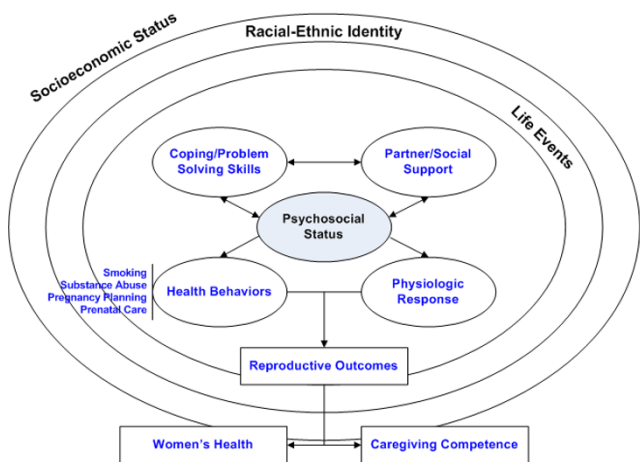 Socioeconomic Status
Racial-Ethnic Identity
Life Events
Coping/Problem
Solving Skills
Partner/Social
Support
Psychosocial
Status
Smoking
Substance Abuse
Pregnancy Planning
Prenatal Care
Health Behaviors
Physiologic
Response
Reproductive Outcomes
Women's Health
Caregiving Competence